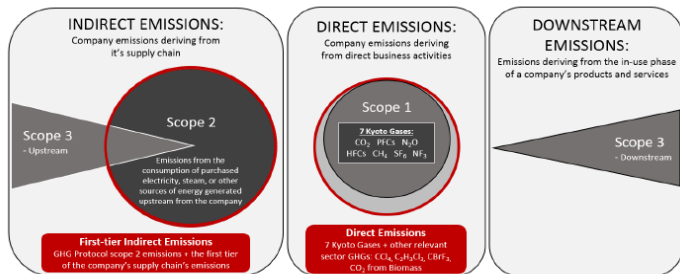 INDIRECT EMISSIONS:
Company emissions deriving from
it's supply chain
Scope 3
- Upstream
Scope 2
Emissions from the
consumption of purchased
electricity, steam, or other
sources of energy generated
upstream from the company
First-tier Indirect Emissions
GHG Protocol scope 2 emissions + the first tier
of the company's supply chain's emissions
DIRECT EMISSIONS:
Company emissions deriving
from direct business activities
Scope 1
7 Kyoto Gases:
CO₂ PFCs N₂O
HFCs CH₄ SF₆ NF₃
Direct Emissions
7 Kyoto Gases + other relevant
sector GHGs: CCl₄, C₂H₃Cl₃, CBrF₃,
CO₂ from Biomass
DOWNSTREAM
EMISSIONS:
Emissions deriving from the in-use phase
of a company's products and services
Scope 3
- Downstream